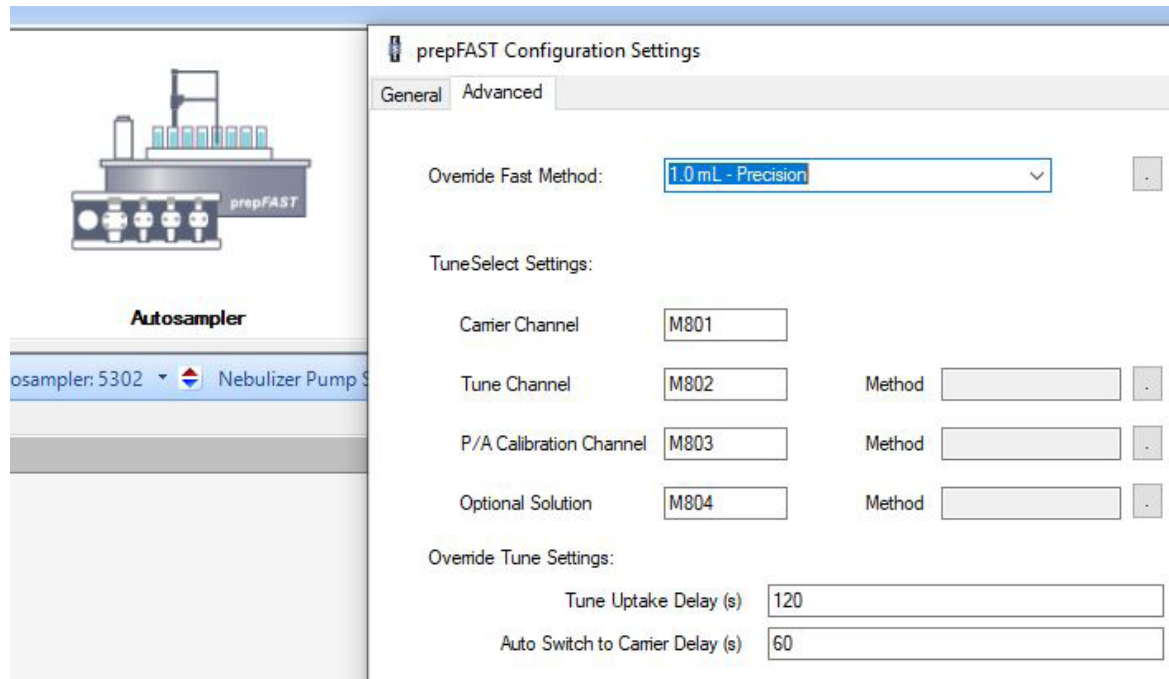 prepFAST
Autosampler
osampler: 5302 Nebulizer Pump S
prepFAST Configuration Settings
General Advanced
Override Fast Method: 1.0 mL - Precision .
TuneSelect Settings:
Carrier Channel M801
Tune Channel M802 Method .
P/A Calibration Channel M803 Method .
Optional Solution M804 Method .
Override Tune Settings:
Tune Uptake Delay (s) 120
Auto Switch to Carrier Delay (s) 60